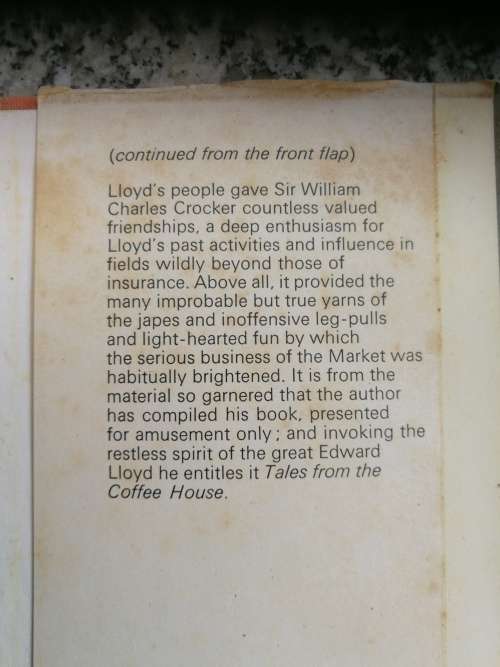 (continued from the front flap)
Lloyd's people gave Sir William
Charles Crocker countless valued
friendships, a deep enthusiasm for
Lloyd's past activities and influence in
fields wildly beyond those of
insurance. Above all, it provided the
many improbable but true yarns of
the japes and inoffensive leg-pulls
and light-hearted fun by which
the serious business of the Market was
habitually brightened. It is from the
material so garnered that the author
has compiled his book, presented
for amusement only; and invoking the
restless spirit of the great Edward
Lloyd he entitles it Tales from the
Coffee House.